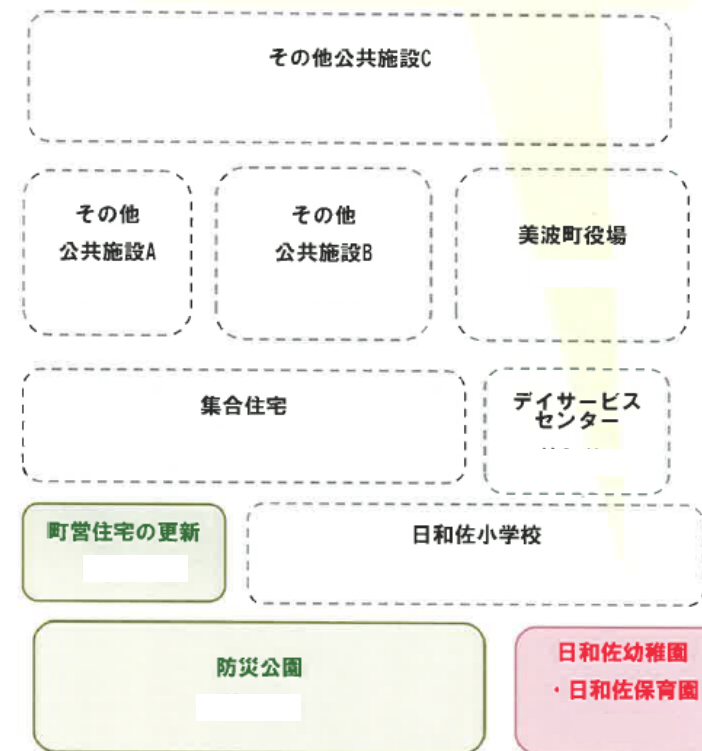 その他公共施設C
その他
公共施設A
その他
公共施設B
美波町役場
集合住宅
デイサービス
センター
町営住宅の更新
日和佐小学校
防災公園
日和佐幼稚園
・日和佐保育園